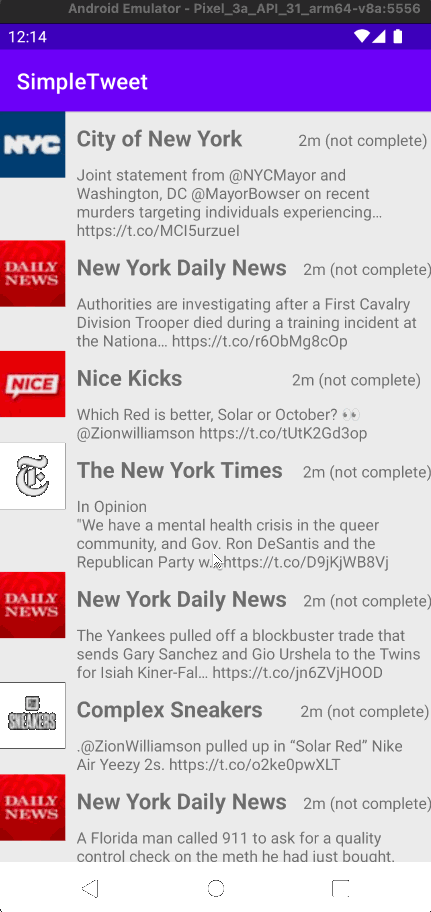 Android Emulator - Pixel_3a_API_31_arm64-v8a:5556
12:14
SimpleTweet
NYC
City of New York 2m (not complete)
Joint statement from @NYCMayor and
Washington, DC @MayorBowser on recent
murders targeting individuals experiencing…
https://t.co/MCI5urzueI
DAILY
NEWS
New York Daily News 2m (not complete)
Authorities are investigating after a First Cavalry
Division Trooper died during a training incident at
the Nationa… https://t.co/r6ObMg8cOp
NICE
Nice Kicks 2m (not complete)
Which Red is better, Solar or October? 👀
@Zionwilliamson https://t.co/tUtK2Gd3op
T
The New York Times 2m (not complete)
In Opinion
"We have a mental health crisis in the queer
community, and Gov. Ron DeSantis and the
Republican Party w… https://t.co/D9jKjWB8Vj
DAILY
NEWS
New York Daily News 2m (not complete)
The Yankees pulled off a blockbuster trade that
sends Gary Sanchez and Gio Urshela to the Twins
for Isiah Kiner-Fal… https://t.co/jn6ZVjHOOD
SNEAKERS
Complex Sneakers 2m (not complete)
.@ZionWilliamson pulled up in “Solar Red” Nike
Air Yeezy 2s. https://t.co/o2ke0pwXLT
DAILY
NEWS
New York Daily News 2m (not complete)
A Florida man called 911 to ask for a quality
control check on the meth he had just bought.